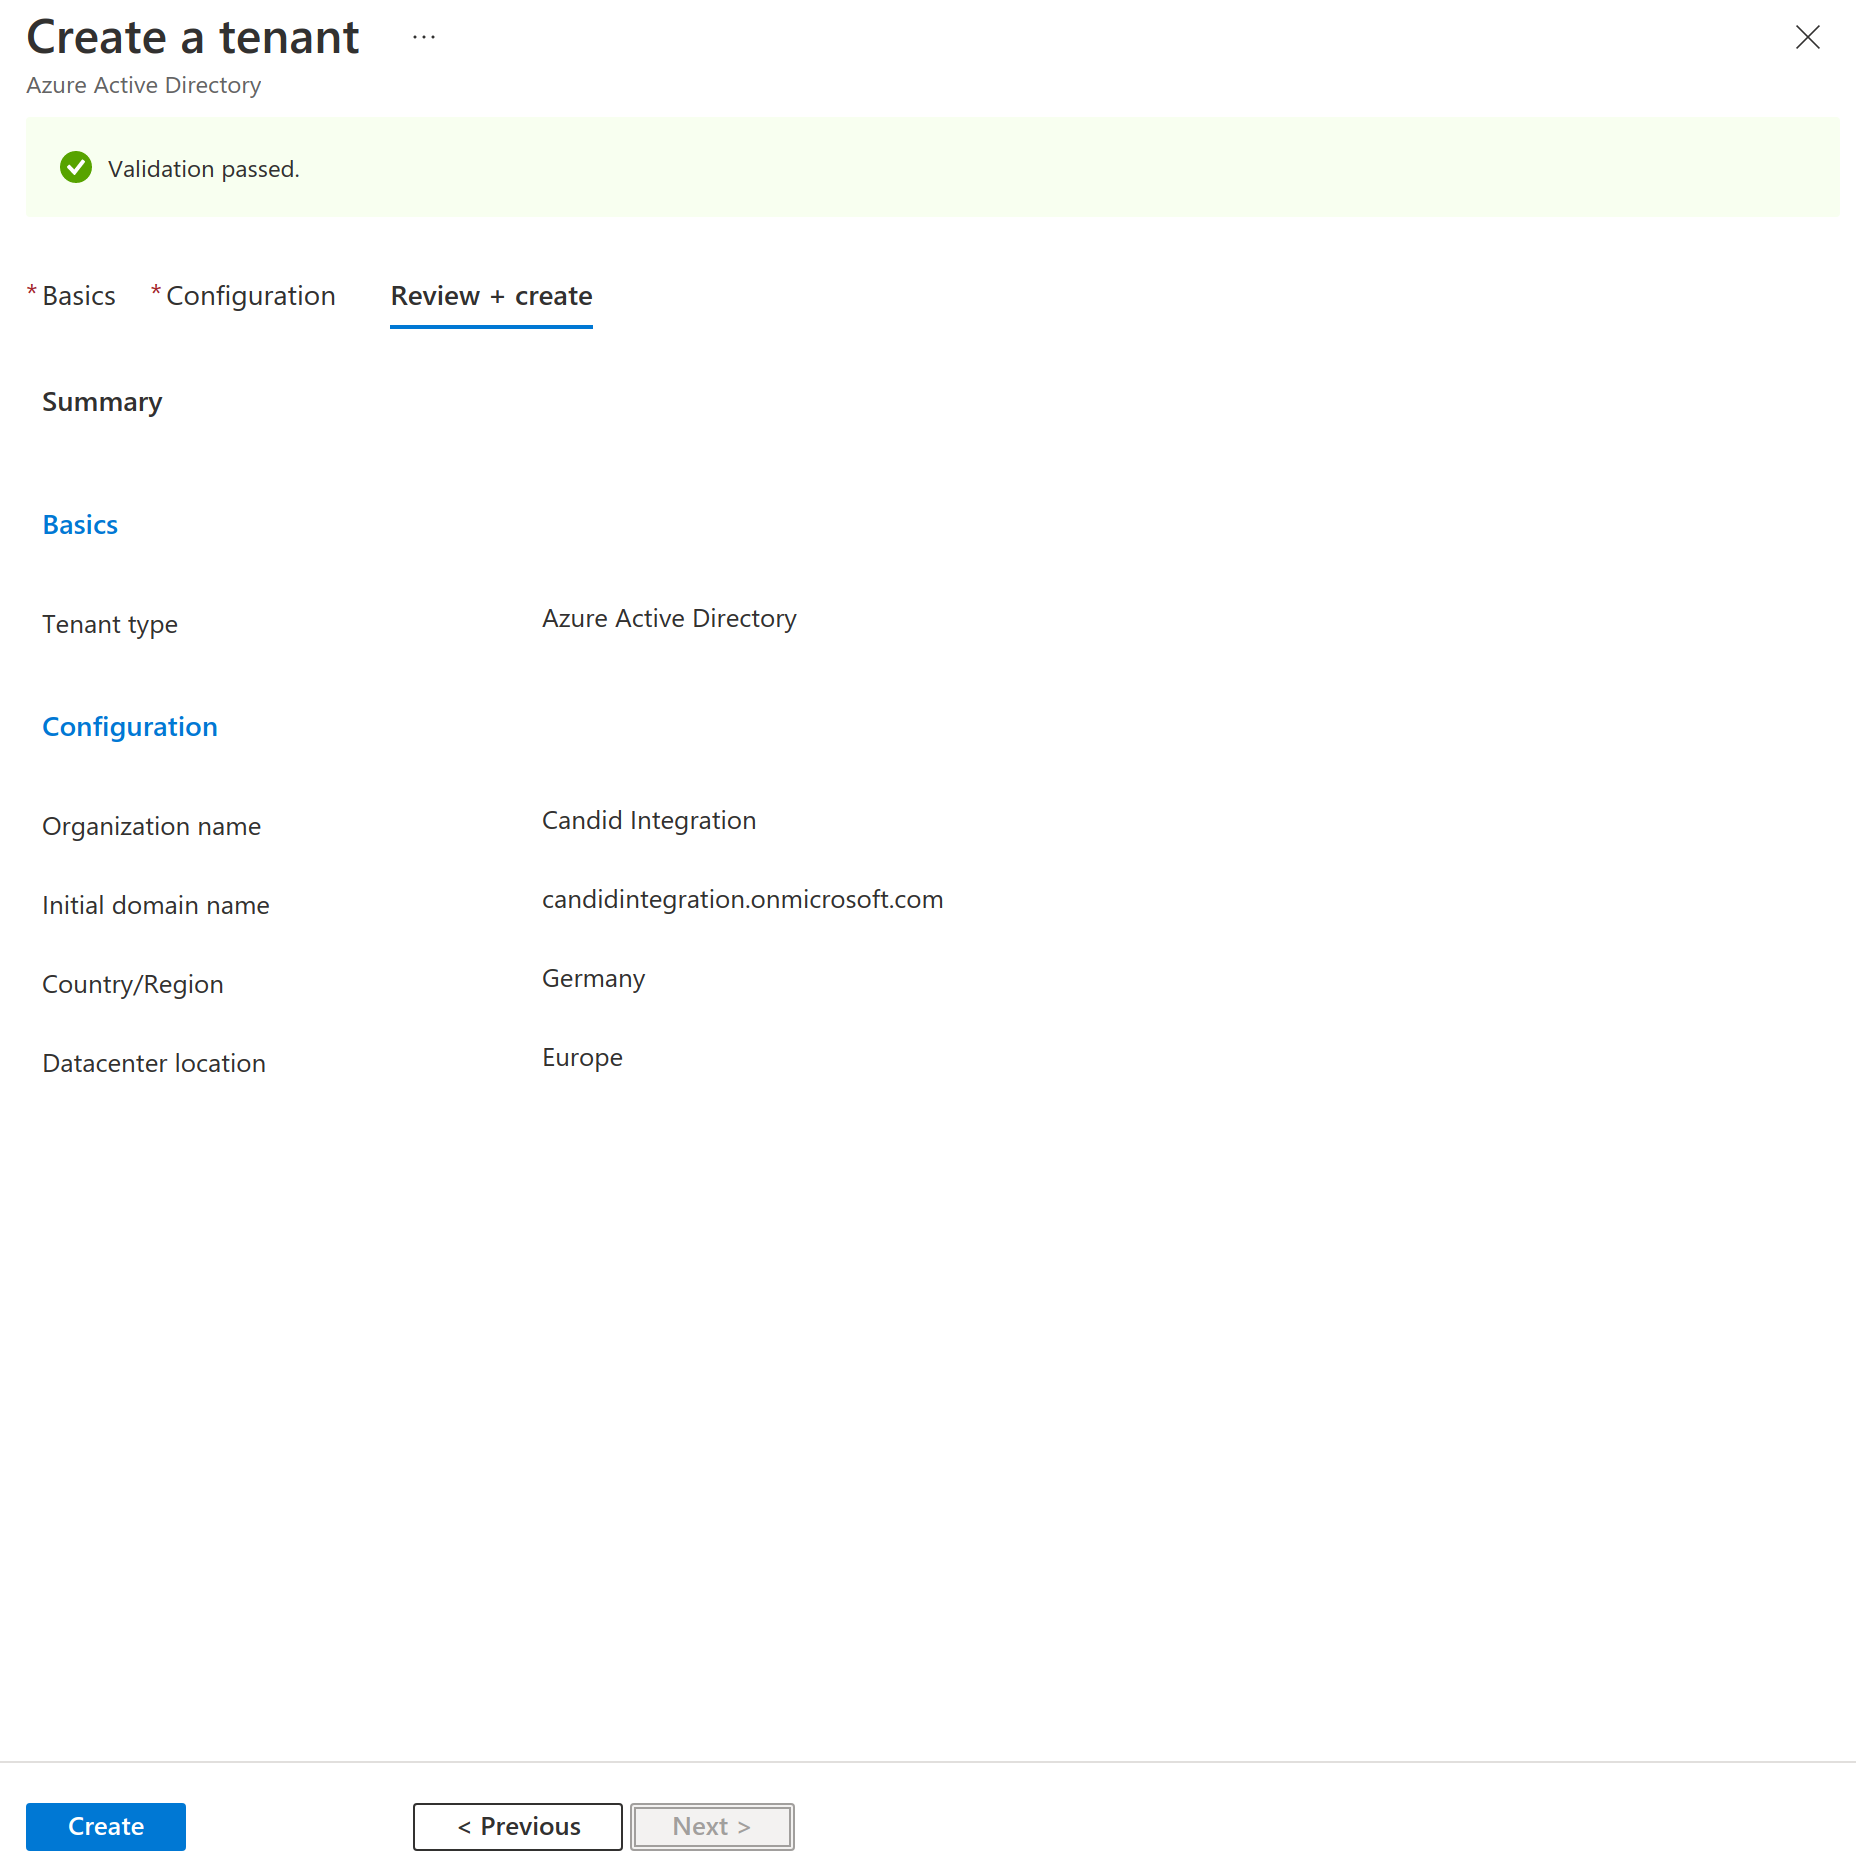 Create a tenant ...
Azure Active Directory
Validation passed.
* Basics * Configuration Review + create
Summary
Basics
Tenant type Azure Active Directory
Configuration
Organization name Candid Integration
Initial domain name candidintegration.onmicrosoft.com
Country/Region Germany
Datacenter location Europe
Create < Previous Next >